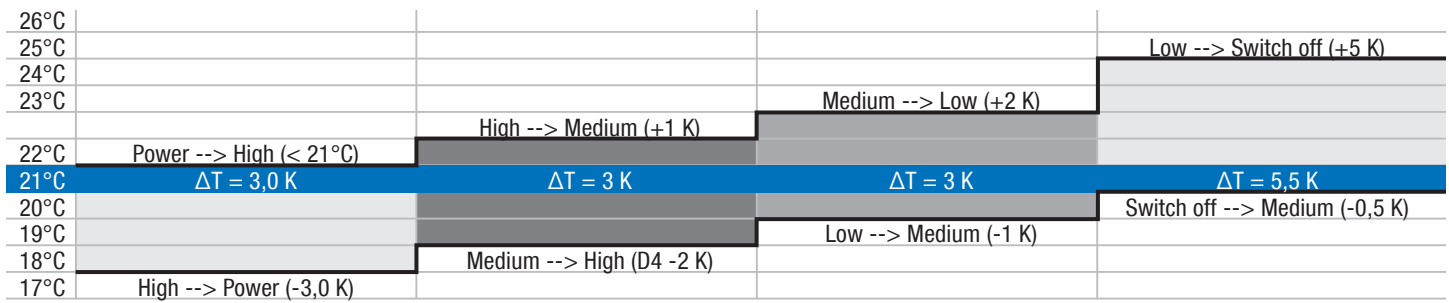 26°C
25°C Low --> Switch off (+5 K)
24°C
23°C Medium --> Low (+2 K)
High --> Medium (+1 K)
22°C Power --> High (< 21°C)
21°C ΔT = 3,0 K ΔT = 3 K ΔT = 3 K ΔT = 5,5 K
20°C Switch off --> Medium (-0,5 K)
19°C Low --> Medium (-1 K)
18°C Medium --> High (D4 -2 K)
17°C High --> Power (-3,0 K)